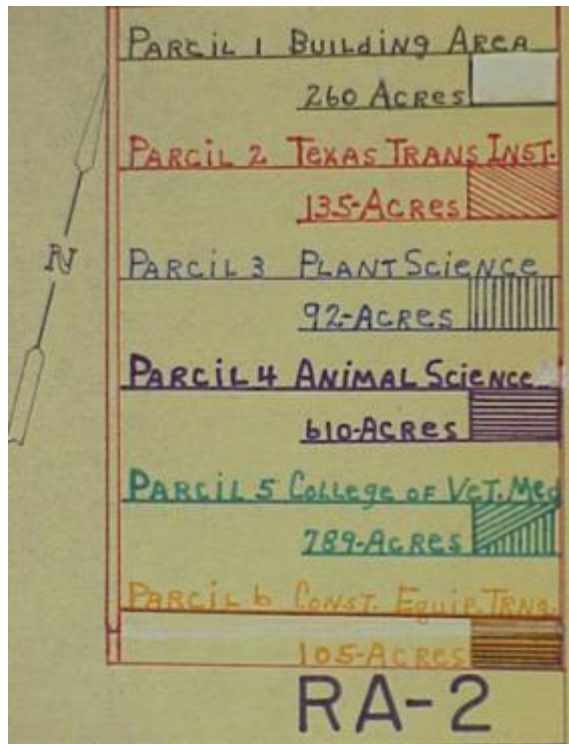 PARCIL 1 BUILDING AREA
260 ACRES
PARCIL 2 TEXAS TRANS INST.
135-ACRES
N
PARCIL 3 PLANT SCIENCE
92-ACRES
PARCIL 4 ANIMAL SCIENCE
610-ACRES
PARCIL 5 COLLEGE OF VET. MED
789-ACRES
PARCIL 6 CONST. EQUIP. TRNG.
105-ACRES
RA-2